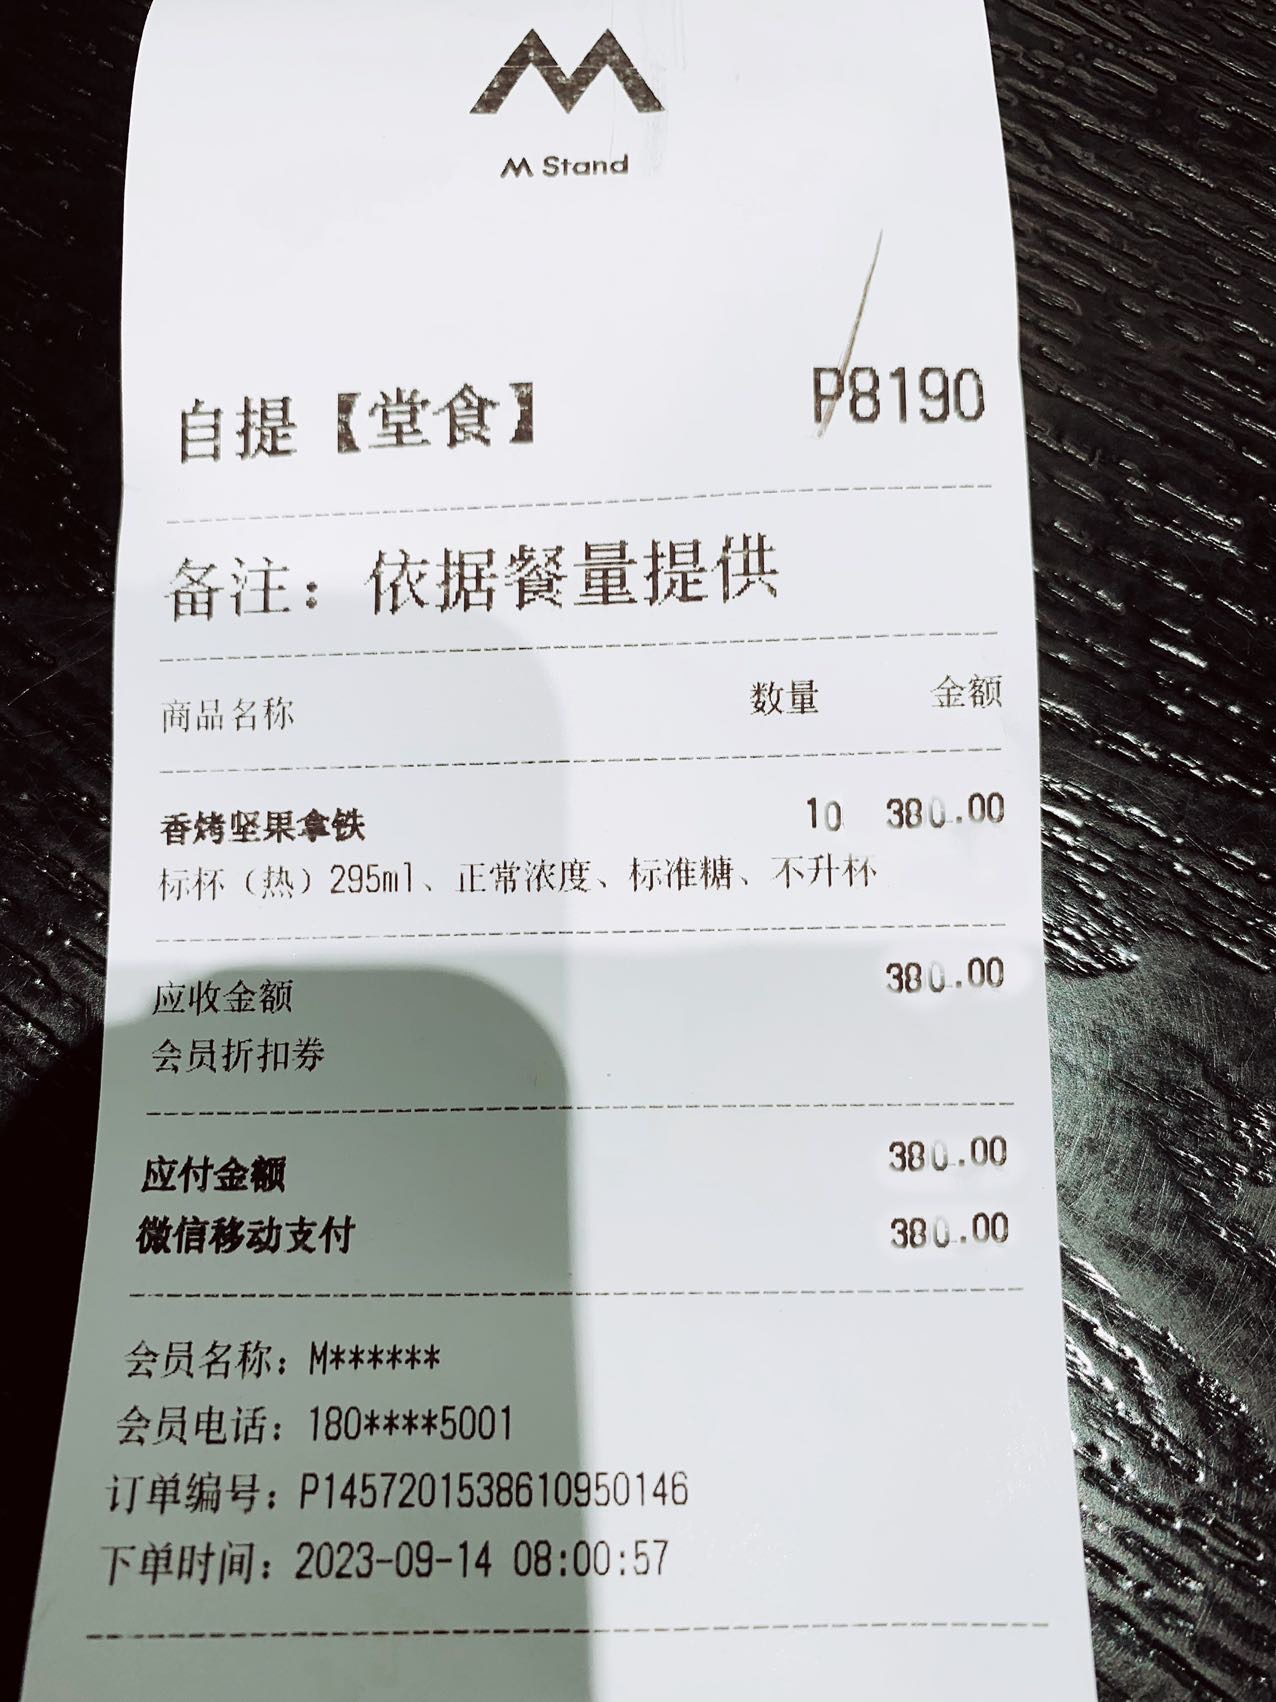 M Stand
自提【堂食】 P8190
备注：依据餐量提供
商品名称 数量 金额
香烤坚果拿铁 10 380.00
标杯（热）295ml、正常浓度、标准糖、不升杯
应收金额 380.00
会员折扣券
应付金额 380.00
微信移动支付 380.00
会员名称：M******
会员电话：180****5001
订单编号：P1457201538610950146
下单时间：2023-09-14 08:00:57